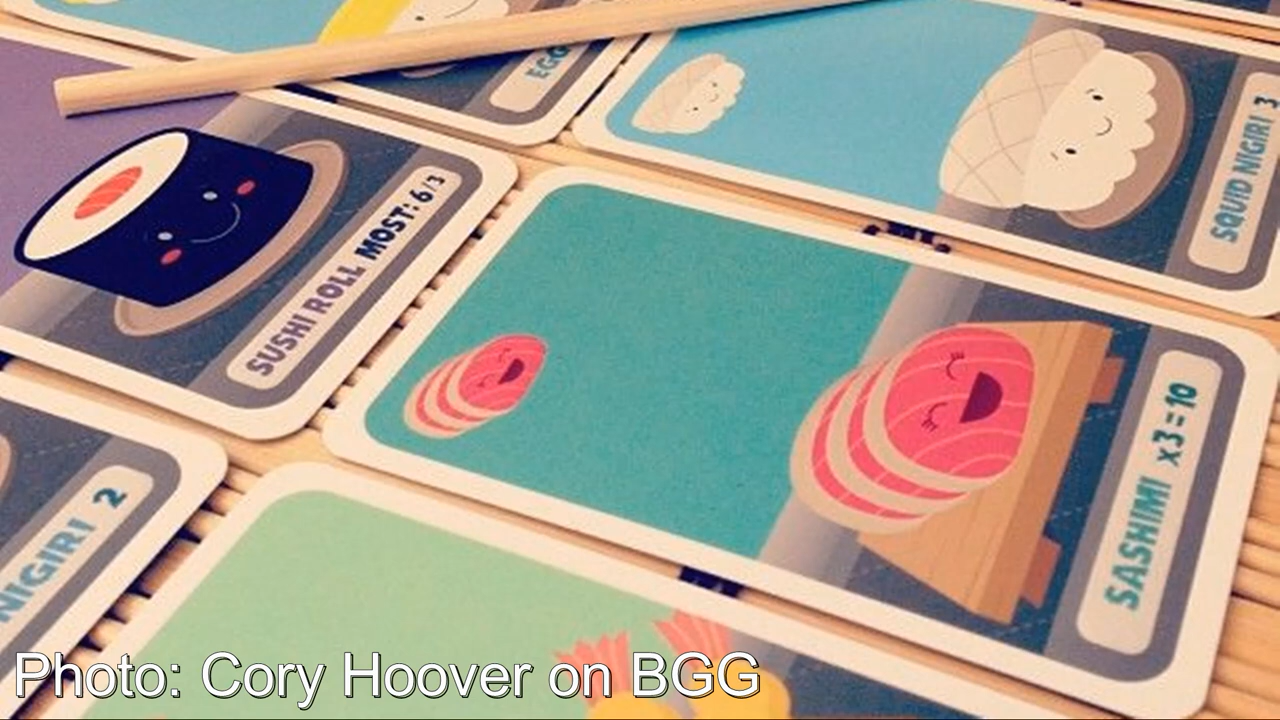 EGG
SQUID NIGIRI 3
SUSHI ROLL MOST: 6/3
SASHIMI x3=10
NIGIRI 2
Photo: Cory Hoover on BGG